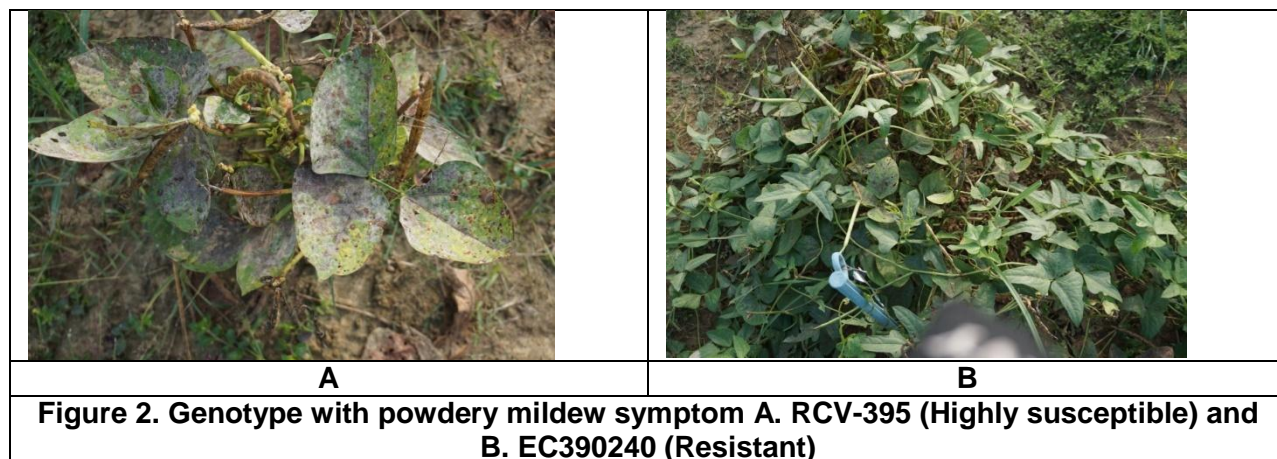 A
B
Figure 2. Genotype with powdery mildew symptom A. RCV-395 (Highly susceptible) and
B. EC390240 (Resistant)